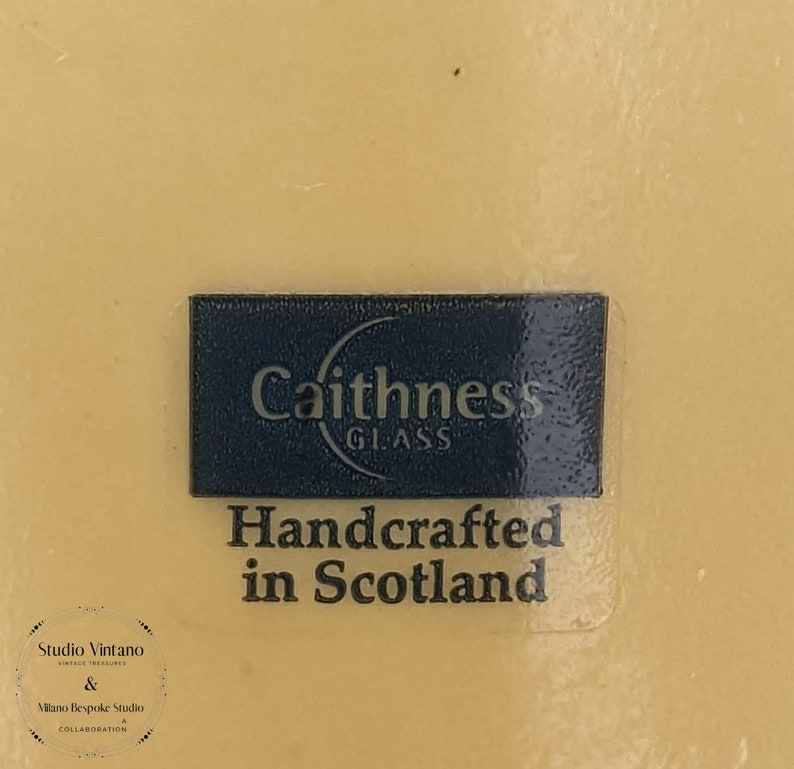 Caithness
GLASS
Handcrafted
in Scotland
Studio Vintano
VINTAGE TREASURES
&
Milano Bespoke Studio
A
COLLABORATION